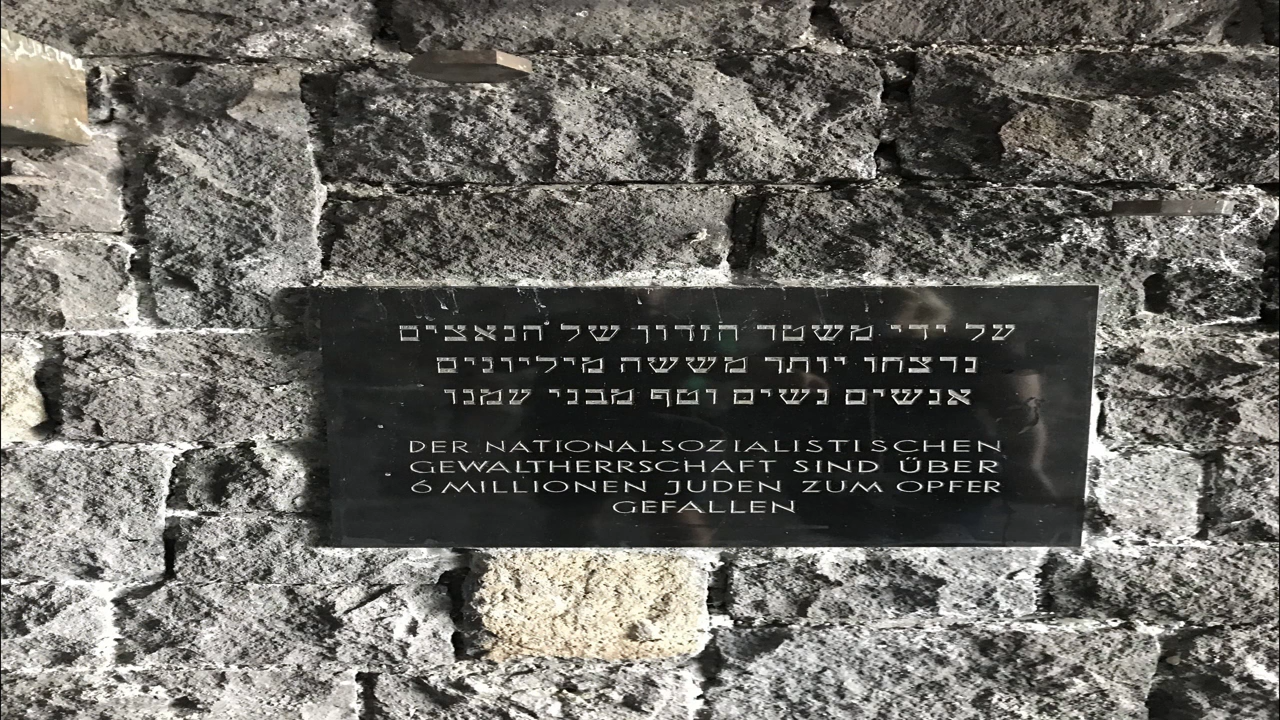 על ידי משטר הזדון של הנאצים
נרצחו יותר מששה מיליונים
אנשים נשים וטף מבני עמנו
DER NATIONALSOZIALISTISCHEN
GEWALTHERRSCHAFT SIND ÜBER
6 MILLIONEN JUDEN ZUM OPFER
GEFALLEN